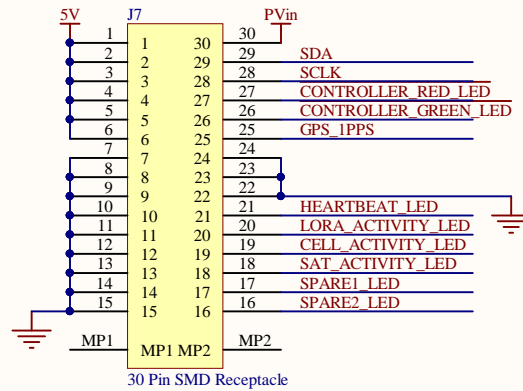 5V J7 PVin
1 1 30 30
2 2 29 29 SDA
3 3 28 28 SCLK
4 4 27 27 CONTROLLER_RED_LED
5 5 26 26 CONTROLLER_GREEN_LED
6 6 25 25 GPS_1PPS
7 7 24 24
8 8 23 23
9 9 22 22
10 10 21 21 HEARTBEAT_LED
11 11 20 20 LORA_ACTIVITY_LED
12 12 19 19 CELL_ACTIVITY_LED
13 13 18 18 SAT_ACTIVITY_LED
14 14 17 17 SPARE1_LED
15 15 16 16 SPARE2_LED
MP1 MP1 MP2 MP2
30 Pin SMD Receptacle